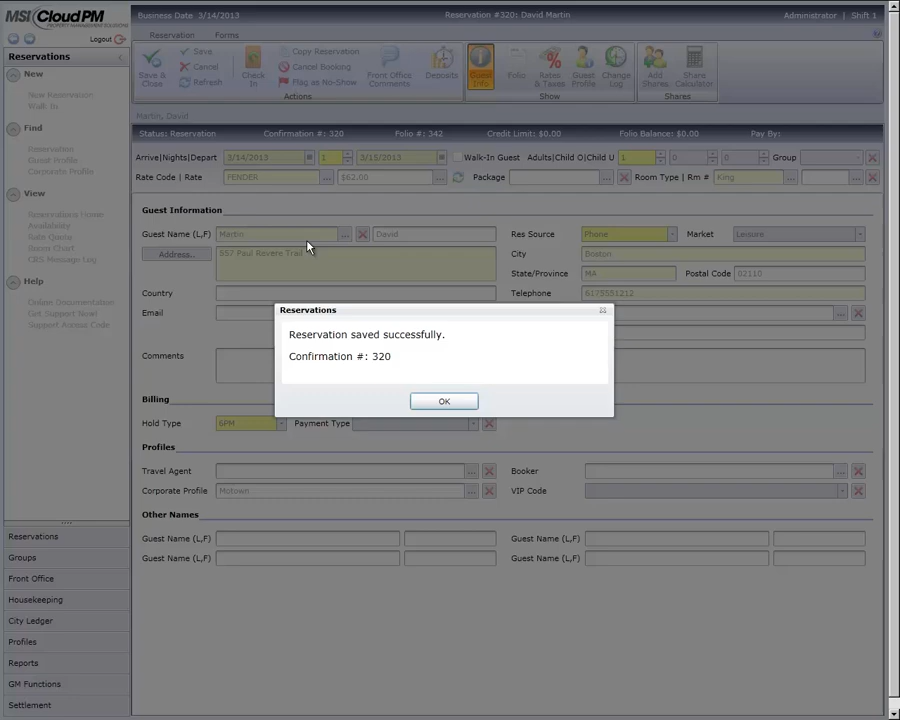 MSI CloudPM
PROPERTY MANAGEMENT SOLUTIONS
Logout
Reservations
New
New Reservation
Walk In
Find
Reservation
Guest Profile
Corporate Profile
View
Reservations Home
Availability
Rate Quote
Room Chart
CRS Message Log
Help
Online Documentation
Get Support Now!
Support Access Code
Reservations
Groups
Front Office
Housekeeping
City Ledger
Profiles
Reports
GM Functions
Settlement
Business Date 3/14/2013
Reservation #320: David Martin
Administrator | Shift 1
Reservation Forms
Save & Close
Save
Cancel
Refresh
Check In
Copy Reservation
Cancel Booking
Flag as No-Show
Front Office Comments
Deposits
Actions
Guest Info
Folio
Rates & Taxes
Guest Profile
Change Log
Show
Add Shares
Share Calculator
Shares
Martin, David
Status: Reservation Confirmation #: 320 Folio #: 342 Credit Limit: $0.00 Folio Balance: $0.00 Pay By:
Arrive|Nights|Depart 3/14/2013 1 3/15/2013 Walk-In Guest Adults|Child O|Child U 1 0 0 Group
Rate Code | Rate FENDER ... $62.00 ... Package ... Room Type | Rm # King ... ...
Guest Information
Guest Name (L,F) Martin ... David Res Source Phone Market Leisure
Address.. 957 Paul Revere Trail City Boston
State/Province MA Postal Code 02110
Country Telephone 6175551212
Email ...
Comments
Reservations
Reservation saved successfully.
Confirmation #: 320
OK
Billing
Hold Type 6PM Payment Type
Profiles
Travel Agent ... Booker ...
Corporate Profile Motown ... VIP Code
Other Names
Guest Name (L,F) Guest Name (L,F)
Guest Name (L,F) Guest Name (L,F)